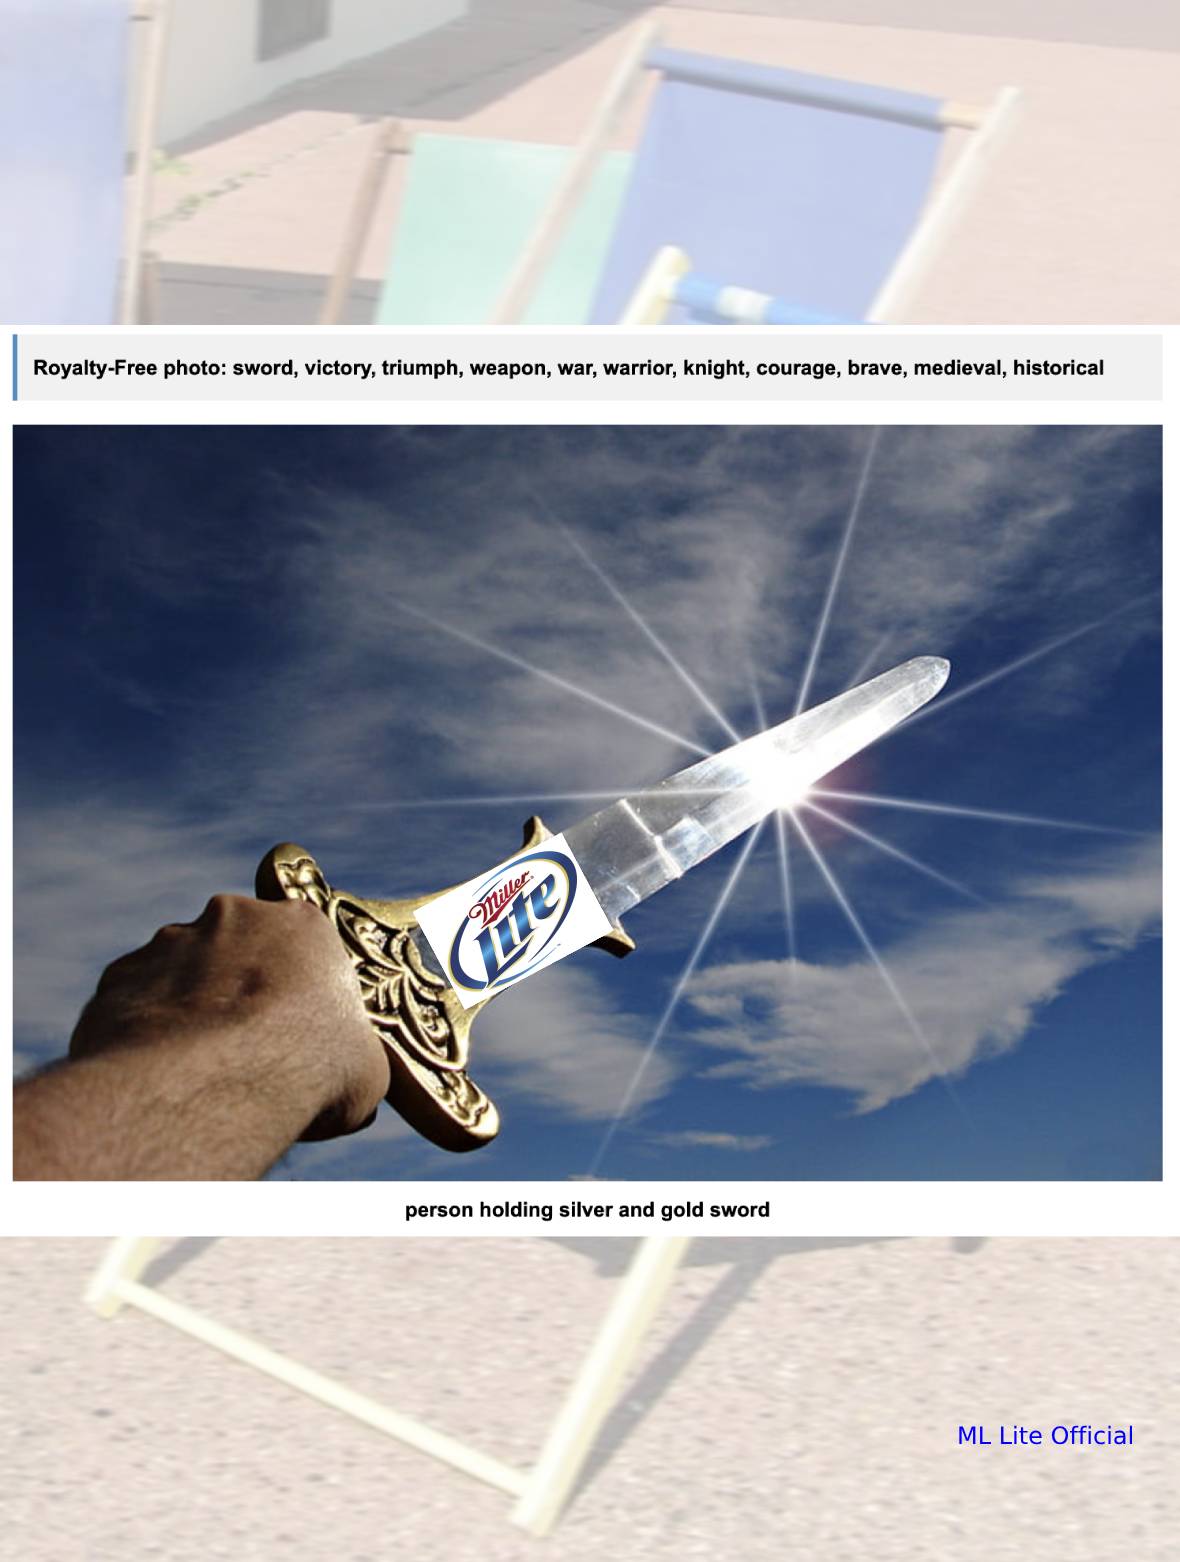 Royalty-Free photo: sword, victory, triumph, weapon, war, warrior, knight, courage, brave, medieval, historical
Miller
Lite
person holding silver and gold sword
ML Lite Official